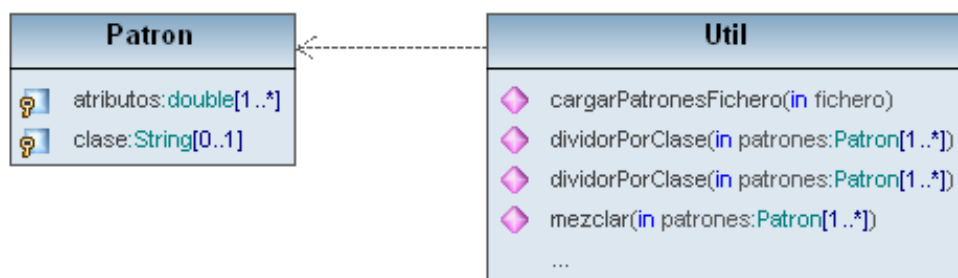 Patron
atributos:double[1..*]
clase:String[0..1]
Util
cargarPatronesFichero(in fichero)
dividorPorClase(in patrones:Patron[1..*])
dividorPorClase(in patrones:Patron[1..*])
mezclar(in patrones:Patron[1..*])
...